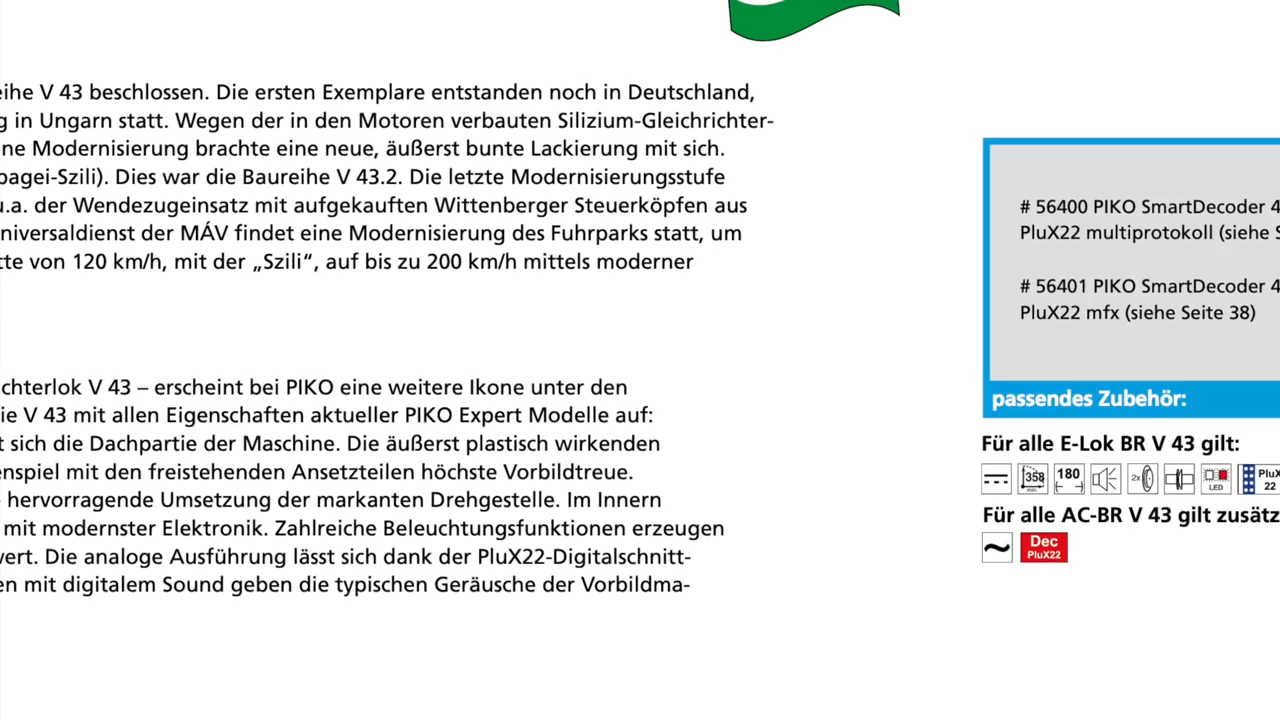 eihe V 43 beschlossen. Die ersten Exemplare entstanden noch in Deutschland,
g in Ungarn statt. Wegen der in den Motoren verbauten Silizium-Gleichrichter-
ne Modernisierung brachte eine neue, äußerst bunte Lackierung mit sich.
pagei-Szili). Dies war die Baureihe V 43.2. Die letzte Modernisierungsstufe
u.a. der Wendezugeinsatz mit aufgekauften Wittenberger Steuerköpfen aus
niversaldienst der MÁV findet eine Modernisierung des Fuhrparks statt, um
tte von 120 km/h, mit der „Szili“, auf bis zu 200 km/h mittels moderner
chterlok V 43 – erscheint bei PIKO eine weitere Ikone unter den
ie V 43 mit allen Eigenschaften aktueller PIKO Expert Modelle auf:
t sich die Dachpartie der Maschine. Die äußerst plastisch wirkenden
enspiel mit den freistehenden Ansetzteilen höchste Vorbildtreue.
hervorragende Umsetzung der markanten Drehgestelle. Im Innern
mit modernster Elektronik. Zahlreiche Beleuchtungsfunktionen erzeugen
wert. Die analoge Ausführung lässt sich dank der PluX22-Digitalschnitt-
en mit digitalem Sound geben die typischen Geräusche der Vorbildma-
# 56400 PIKO SmartDecoder 4
PluX22 multiprotokoll (siehe S
# 56401 PIKO SmartDecoder 4
PluX22 mfx (siehe Seite 38)
passendes Zubehör:
Für alle E-Lok BR V 43 gilt:
358 min. 180 2x LED PluX 22
Für alle AC-BR V 43 gilt zusätz
Dec
PluX22